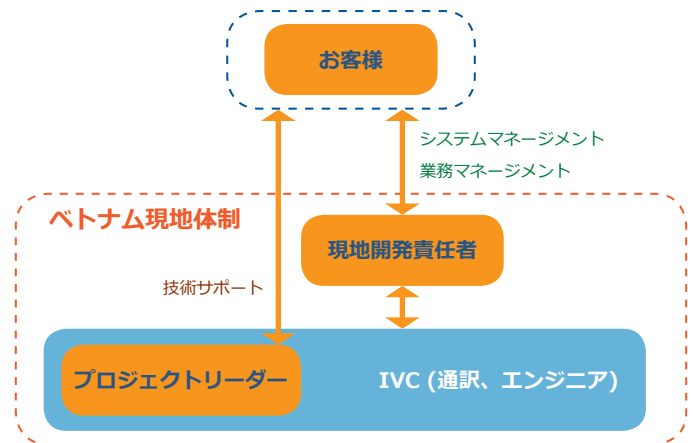 お客様
システムマネージメント
業務マネージメント
ベトナム現地体制
現地開発責任者
技術サポート
プロジェクトリーダー
IVC (通訳、エンジニア)